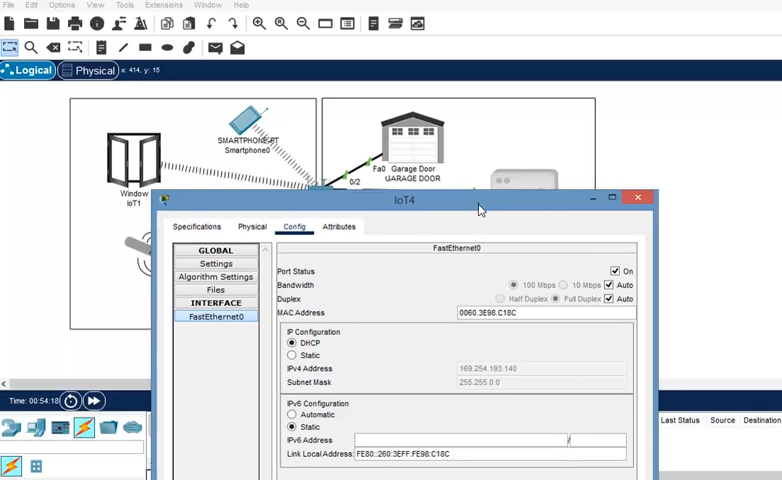 File Edit Options View Tools Extensions Window Help
Logical Physical x: 414, y: 15
SMARTPHONE-PT
Smartphone0
Window
IoT1
Fa0
Garage Door
GARAGE DOOR
0/2
IoT4
Specifications Physical Config Attributes
GLOBAL
Settings
Algorithm Settings
Files
INTERFACE
FastEthernet0
FastEthernet0
Port Status On
Bandwidth 100 Mbps 10 Mbps Auto
Duplex Half Duplex Full Duplex Auto
MAC Address 0060.3E98.C18C
IP Configuration
DHCP
Static
IPv4 Address 169.254.193.140
Subnet Mask 255.255.0.0
IPv6 Configuration
Automatic
Static
IPv6 Address /
Link Local Address: FE80::260:3EFF:FE98:C18C
Time: 00:54:18
Last Status Source Destination